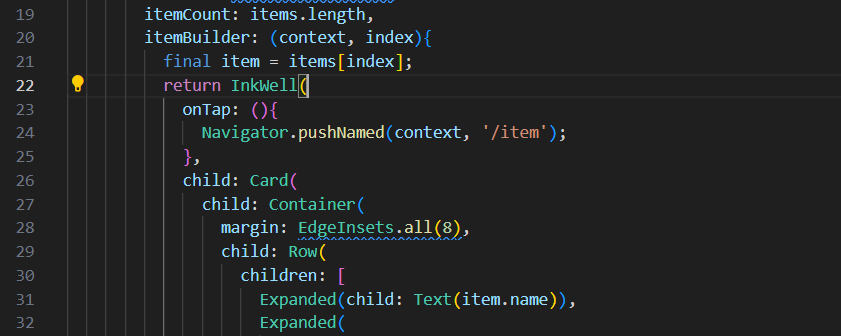 19 itemCount: items.length,
20 itemBuilder: (context, index){
21 final item = items[index];
22 return InkWell(
23 onTap: (){
24 Navigator.pushNamed(context, '/item');
25 },
26 child: Card(
27 child: Container(
28 margin: EdgeInsets.all(8),
29 child: Row(
30 children: [
31 Expanded(child: Text(item.name)),
32 Expanded(